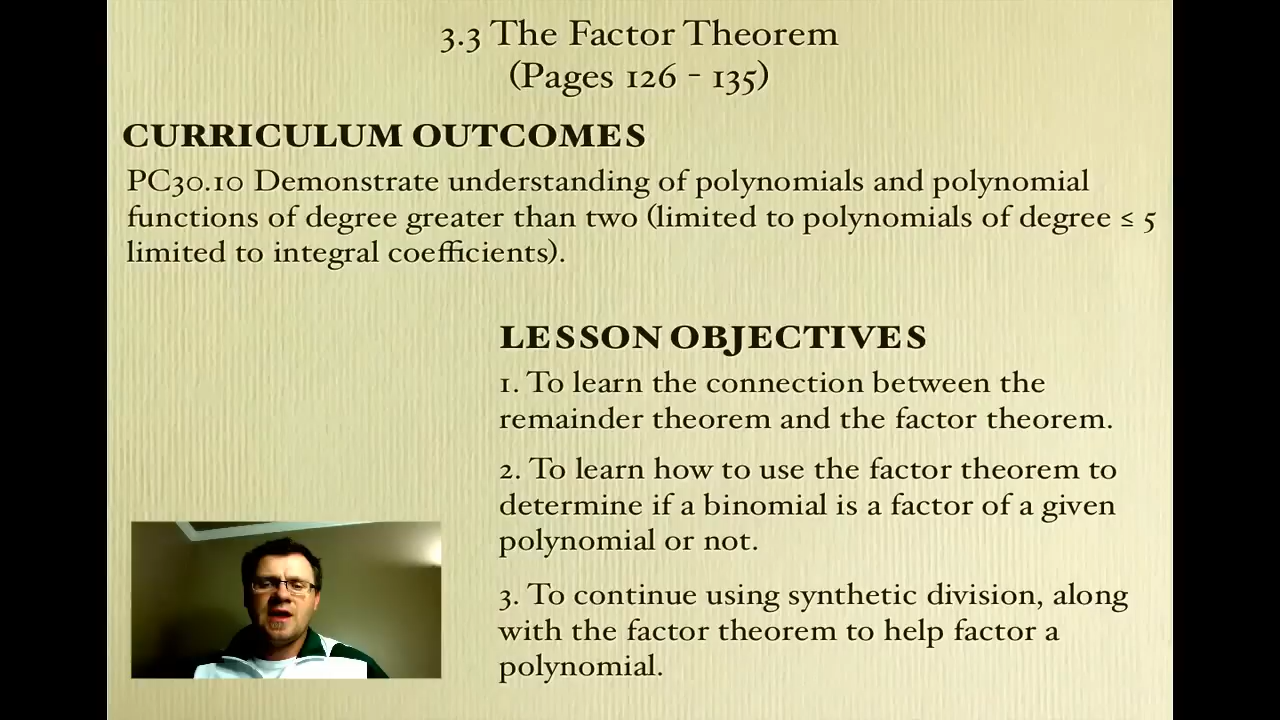 3.3 The Factor Theorem
(Pages 126 - 135)
CURRICULUM OUTCOMES
PC30.10 Demonstrate understanding of polynomials and polynomial
functions of degree greater than two (limited to polynomials of degree ≤ 5
limited to integral coefficients).
LESSON OBJECTIVES
1. To learn the connection between the
remainder theorem and the factor theorem.
2. To learn how to use the factor theorem to
determine if a binomial is a factor of a given
polynomial or not.
3. To continue using synthetic division, along
with the factor theorem to help factor a
polynomial.